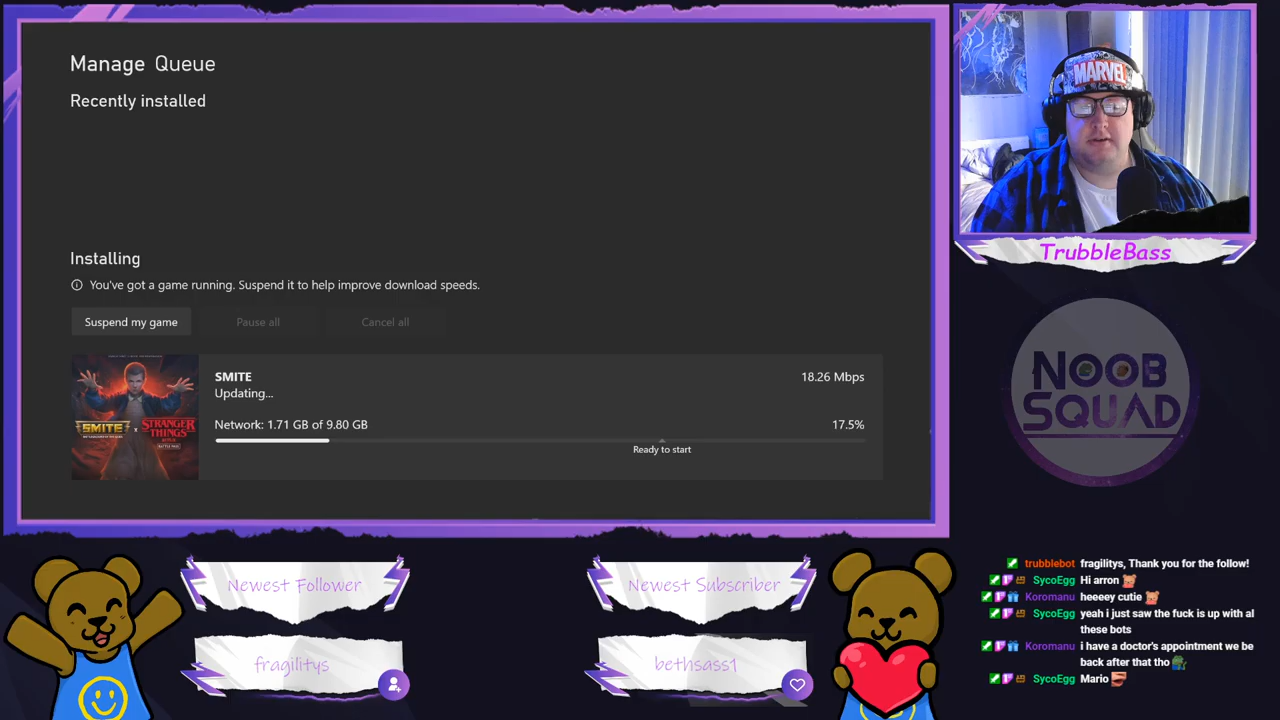 Manage Queue
Recently installed
Installing
You've got a game running. Suspend it to help improve download speeds.
Suspend my game
Pause all
Cancel all
SMITE
18.26 Mbps
Updating...
Network: 1.71 GB of 9.80 GB
17.5%
Ready to start
SMITE x STRANGER THINGS
MARVEL
TrubbleBass
NOOB
SQUAD
Newest Follower
fragilitys
Newest Subscriber
bethsass1
trubblebot fragilitys, Thank you for the follow!
SycoEgg Hi arron
Koromanu heeeey cutie
SycoEgg yeah i just saw the fuck is up with al
these bots
Koromanu i have a doctor's appointment we be
back after that tho
SycoEgg Mario